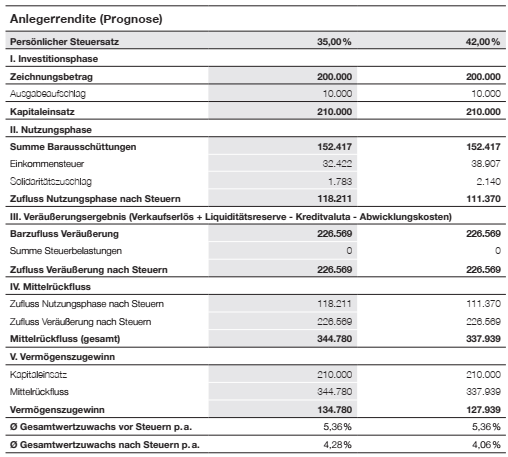 Anlegerrendite (Prognose)
Persönlicher Steuersatz 35,00 % 42,00 %
I. Investitionsphase
Zeichnungsbetrag 200.000 200.000
Ausgabeaufschlag 10.000 10.000
Kapitaleinsatz 210.000 210.000
II. Nutzungsphase
Summe Barausschüttungen 152.417 152.417
Einkommensteuer 32.422 38.907
Solidaritätszuschlag 1.783 2.140
Zufluss Nutzungsphase nach Steuern 118.211 111.370
III. Veräußerungsergebnis (Verkaufserlös + Liquiditätsreserve - Kreditvaluta - Abwicklungskosten)
Barzufluss Veräußerung 226.569 226.569
Summe Steuerbelastungen 0 0
Zufluss Veräußerung nach Steuern 226.569 226.569
IV. Mittelrückfluss
Zufluss Nutzungsphase nach Steuern 118.211 111.370
Zufluss Veräußerung nach Steuern 226.569 226.569
Mittelrückfluss (gesamt) 344.780 337.939
V. Vermögenszugewinn
Kapitaleinsatz 210.000 210.000
Mittelrückfluss 344.780 337.939
Vermögenszugewinn 134.780 127.939
Ø Gesamtwertzuwachs vor Steuern p. a. 5,36 % 5,36 %
Ø Gesamtwertzuwachs nach Steuern p. a. 4,28 % 4,06 %